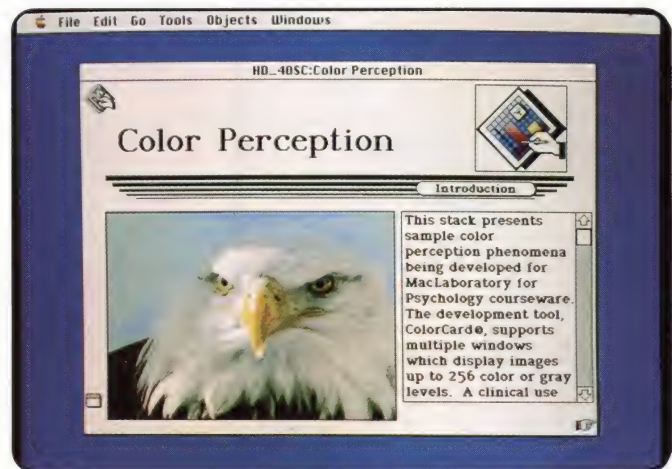 File Edit Go Tools Objects Windows
HD_40SC:Color Perception
Color Perception
Introduction
This stack presents
sample color
perception phenomena
being developed for
MacLaboratory for
Psychology courseware.
The development tool,
ColorCard®, supports
multiple windows
which display images
up to 256 color or gray
levels. A clinical use